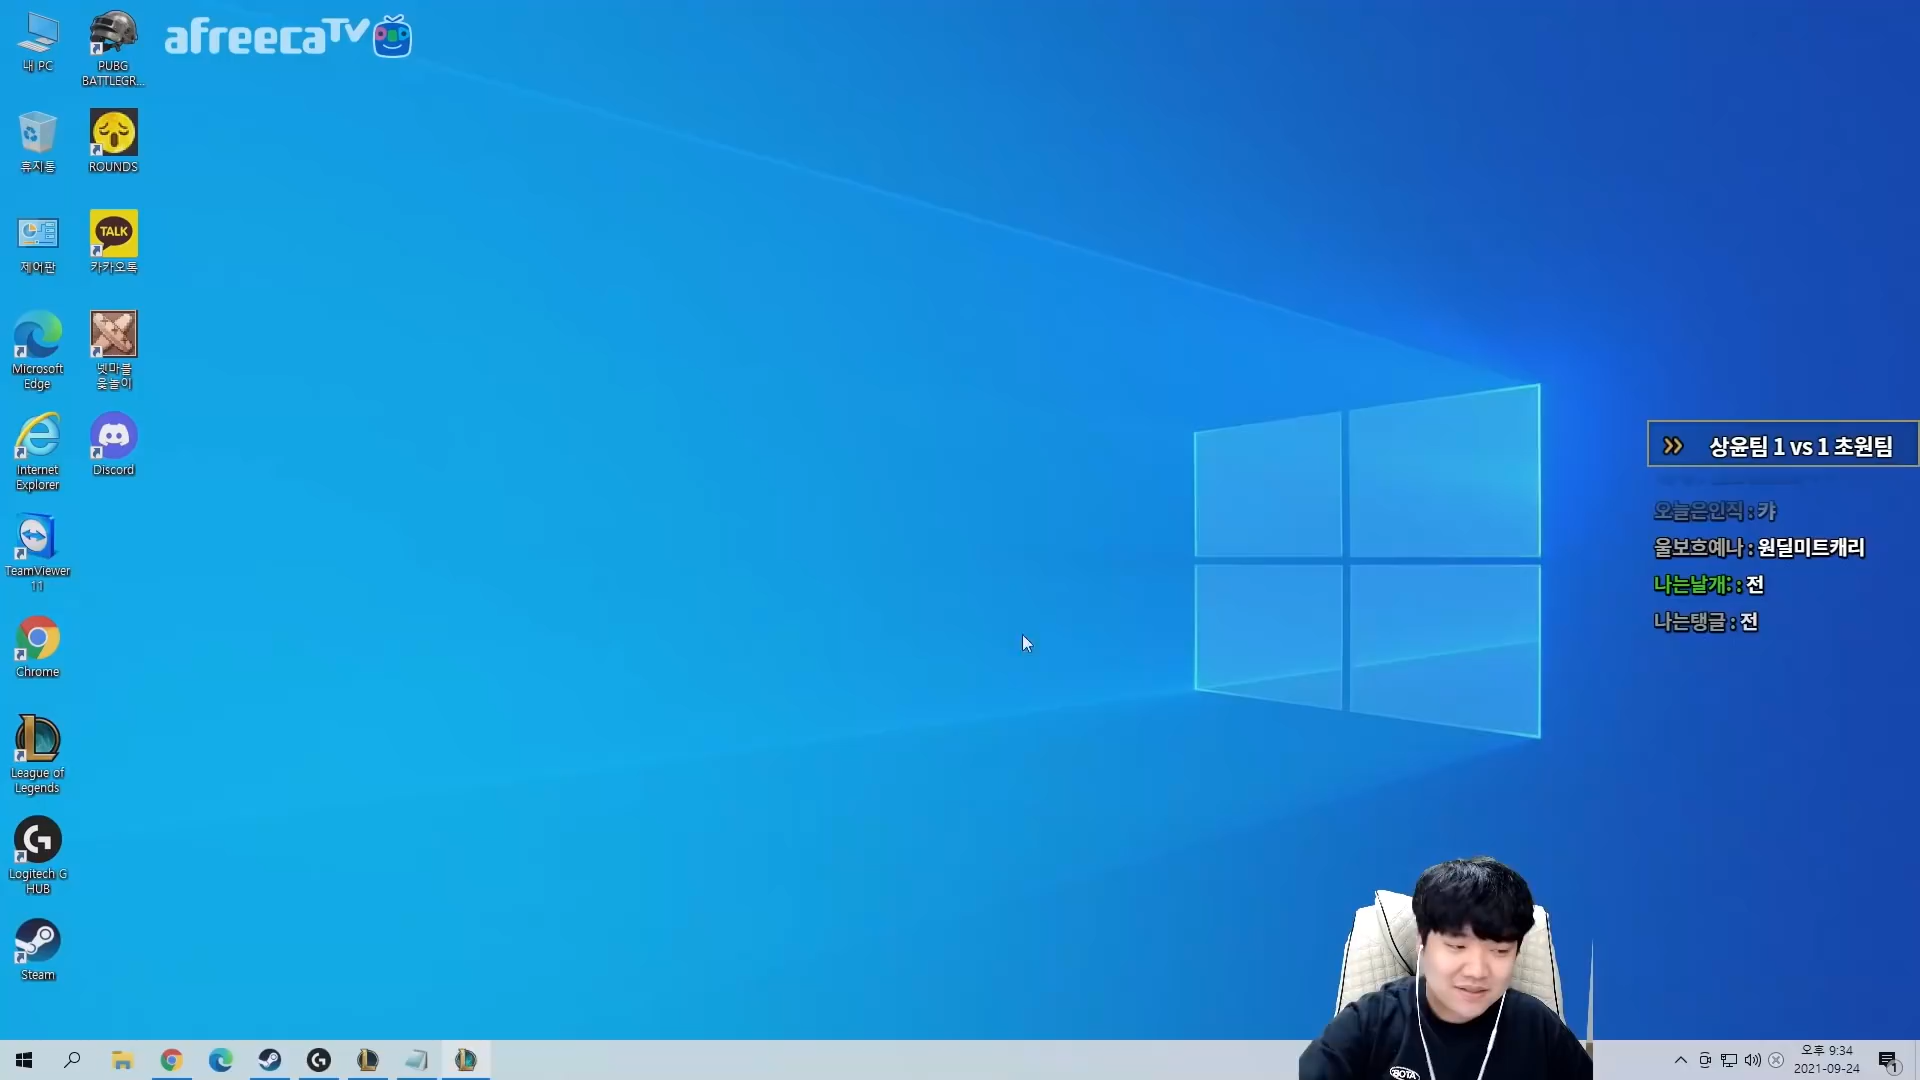 afreecaTV
내 PC
PUBG
BATTLEGR...
휴지통
ROUNDS
제어판
TALK
카카오톡
Microsoft
Edge
넷마블
윷놀이
Internet
Explorer
Discord
TeamViewer
11
Chrome
League of
Legends
Logitech G
HUB
Steam
상윤팀 1 vs 1 초원팀
오늘은인직 : 캬
울보흐예나 : 원딜미트캐리
나는날개: : 전
나는탱글 : 전
BOTA
오후 9:34
2021-09-24
1